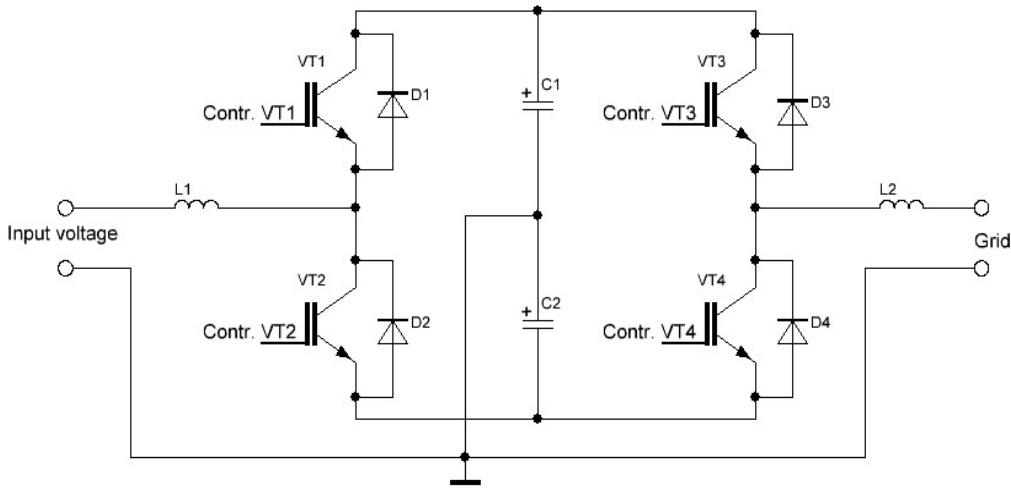 VT1
D1
Contr. VT1
C1
+
VT3
D3
Contr. VT3
L1
L2
Input voltage
Grid
VT2
D2
Contr. VT2
C2
+
VT4
D4
Contr. VT4